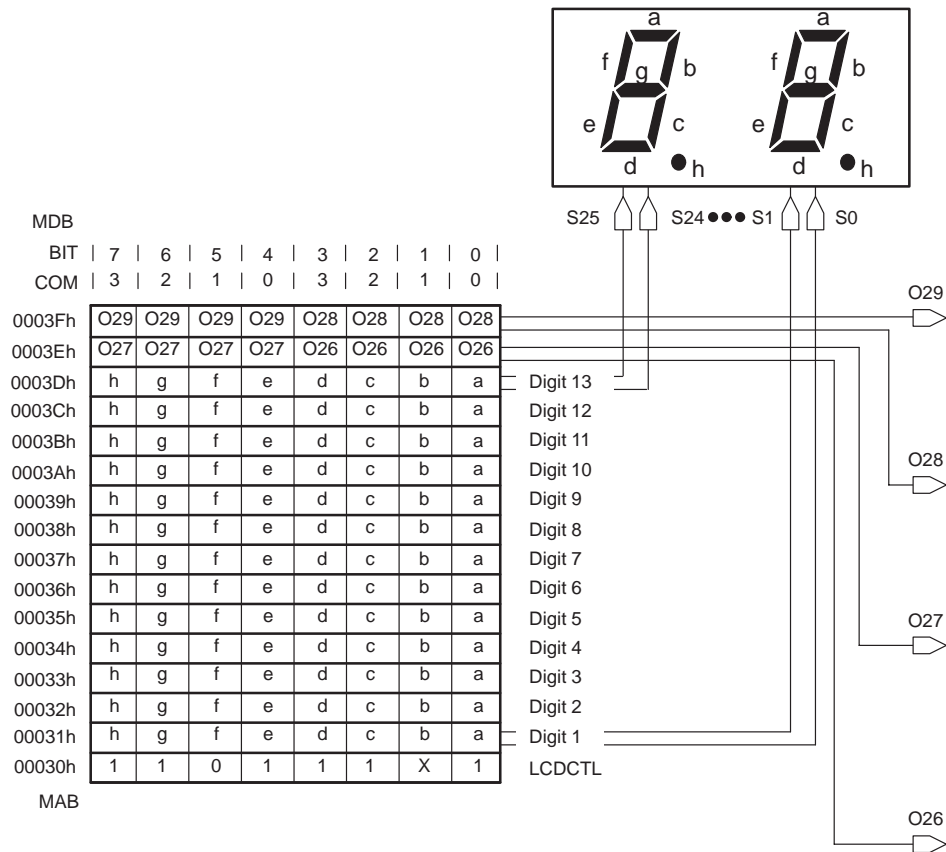 a a
f g b f g b
e c e c
d h d h
S25 S24 ●●● S1 S0
MDB
BIT | 7 | 6 | 5 | 4 | 3 | 2 | 1 | 0 |
COM | 3 | 2 | 1 | 0 | 3 | 2 | 1 | 0 |
O29
0003Fh O29 O29 O29 O29 O28 O28 O28 O28
0003Eh O27 O27 O27 O27 O26 O26 O26 O26
0003Dh h g f e d c b a Digit 13
0003Ch h g f e d c b a Digit 12
0003Bh h g f e d c b a Digit 11
0003Ah h g f e d c b a Digit 10
O28
00039h h g f e d c b a Digit 9
00038h h g f e d c b a Digit 8
00037h h g f e d c b a Digit 7
00036h h g f e d c b a Digit 6
00035h h g f e d c b a Digit 5
O27
00034h h g f e d c b a Digit 4
00033h h g f e d c b a Digit 3
00032h h g f e d c b a Digit 2
00031h h g f e d c b a Digit 1
00030h 1 1 0 1 1 1 X 1 LCDCTL
MAB
O26